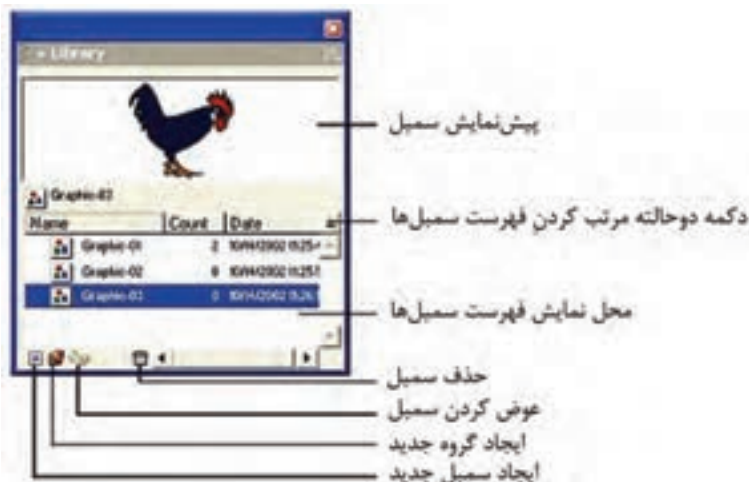 Library
پیش‌نمایش سمبل
Graphic-03
Name Count Date
دکمه دوحالته مرتب کردن فهرست سمبل‌ها
Graphic-01 2
Graphic-02
Graphic-03
محل نمایش فهرست سمبل‌ها
حذف سمبل
عوض کردن سمبل
ایجاد گروه جدید
ایجاد سمبل جدید